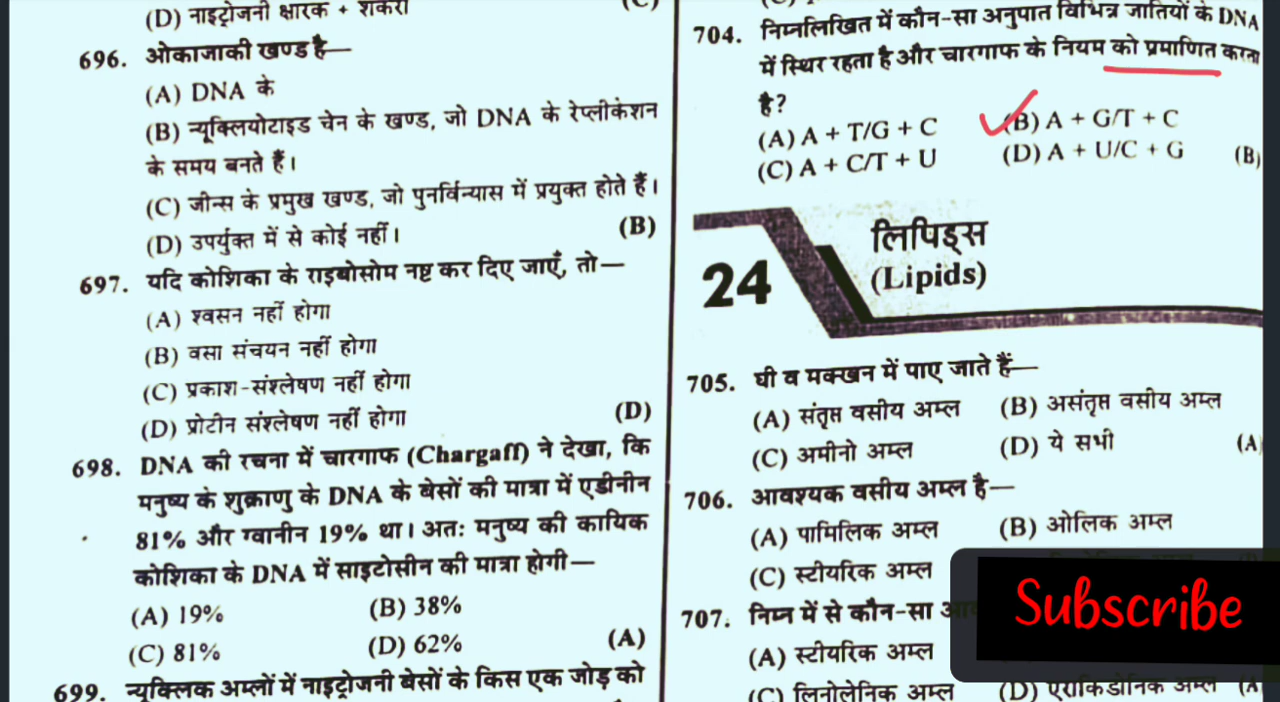 (D) नाइट्रोजनी क्षारक + शर्करा
696. ओकाजाकी खण्ड है—
(A) DNA के
(B) न्यूक्लियोटाइड चेन के खण्ड, जो DNA के रेप्लीकेशन
के समय बनते हैं।
(C) जीन्स के प्रमुख खण्ड, जो पुनर्विन्यास में प्रयुक्त होते हैं।
(D) उपर्युक्त में से कोई नहीं। (B)
697. यदि कोशिका के राइबोसोम नष्ट कर दिए जाएँ, तो—
(A) श्वसन नहीं होगा
(B) वसा संचयन नहीं होगा
(C) प्रकाश-संश्लेषण नहीं होगा
(D) प्रोटीन संश्लेषण नहीं होगा (D)
698. DNA की रचना में चारगाफ (Chargaff) ने देखा, कि
मनुष्य के शुक्राणु के DNA के बेसों की मात्रा में एडीनीन
81% और ग्वानीन 19% था। अतः मनुष्य की कायिक
कोशिका के DNA में साइटोसीन की मात्रा होगी—
(A) 19% (B) 38%
(C) 81% (D) 62% (A)
699. न्यूक्लिक अम्लों में नाइट्रोजनी बेसों के किस एक जोड़ को
704. निम्नलिखित में कौन-सा अनुपात विभिन्न जातियों के DNA
में स्थिर रहता है और चारगाफ के नियम को प्रमाणित करता
है?
(A) A + T/G + C (B) A + G/T + C
(C) A + C/T + U (D) A + U/C + G (B)
24 लिपिड्स
(Lipids)
705. घी व मक्खन में पाए जाते हैं—
(A) संतृप्त वसीय अम्ल (B) असंतृप्त वसीय अम्ल
(C) अमीनो अम्ल (D) ये सभी (A
706. आवश्यक वसीय अम्ल है—
(A) पामिलिक अम्ल (B) ओलिक अम्ल
(C) स्टीयरिक अम्ल
707. निम्न में से कौन-सा
(A) स्टीयरिक अम्ल
(C) लिनोलेनिक अम्ल (D) एराकिडोनिक अम्ल (A
Subscribe